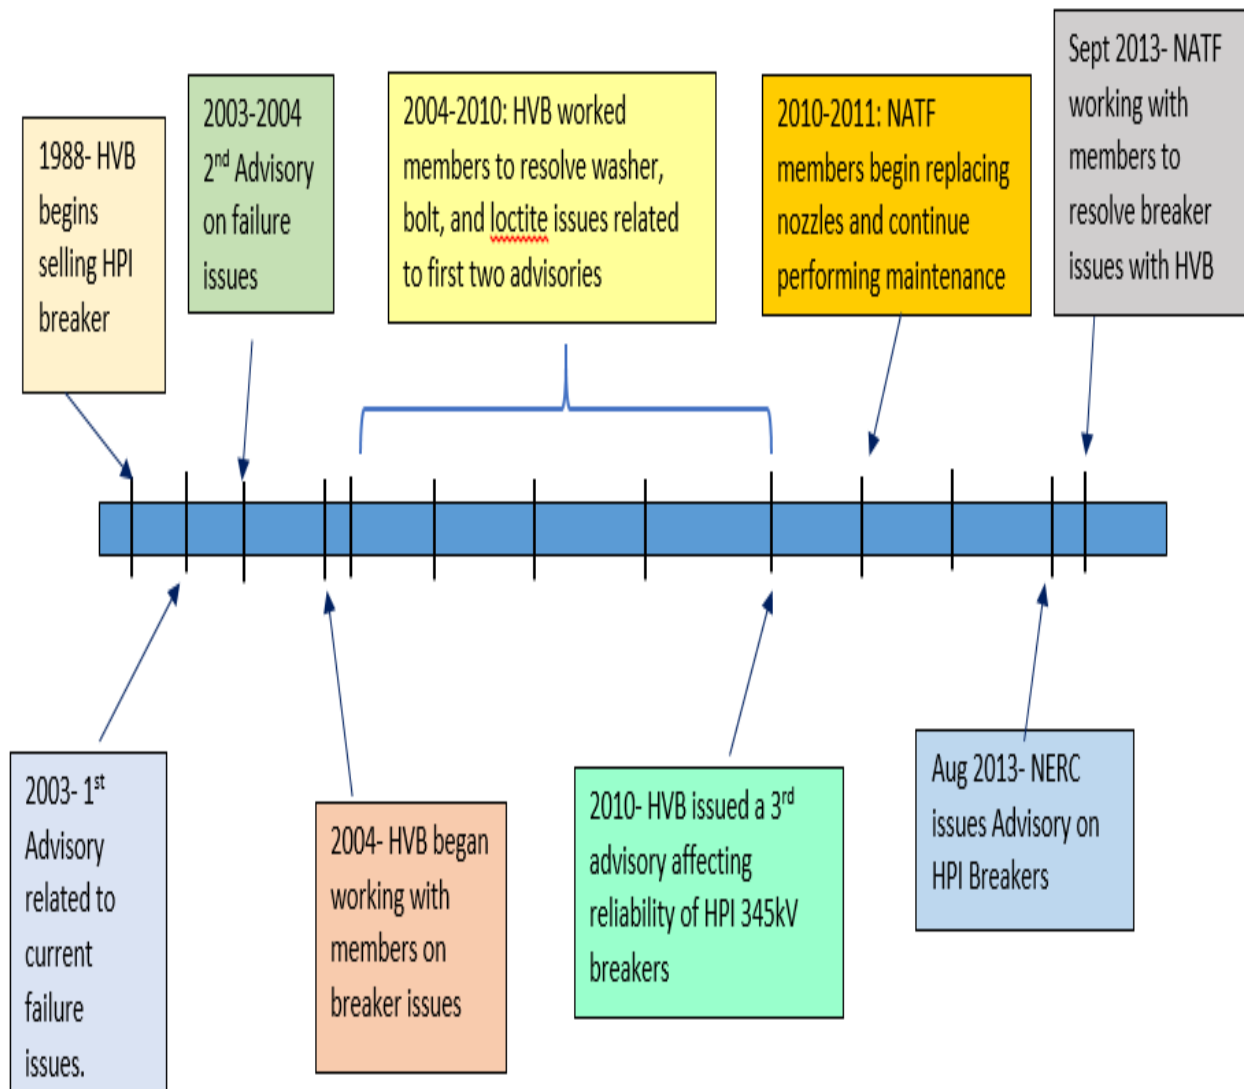 1988- HVB
begins
selling HPI
breaker
2003-2004
2nd Advisory
on failure
issues
2004-2010: HVB worked
members to resolve washer,
bolt, and loctite issues related
to first two advisories
2010-2011: NATF
members begin replacing
nozzles and continue
performing maintenance
Sept 2013- NATF
working with
members to
resolve breaker
issues with HVB
2003- 1st
Advisory
related to
current
failure
issues.
2004- HVB began
working with
members on
breaker issues
2010- HVB issued a 3rd
advisory affecting
reliability of HPI 345kV
breakers
Aug 2013- NERC
issues Advisory on
HPI Breakers